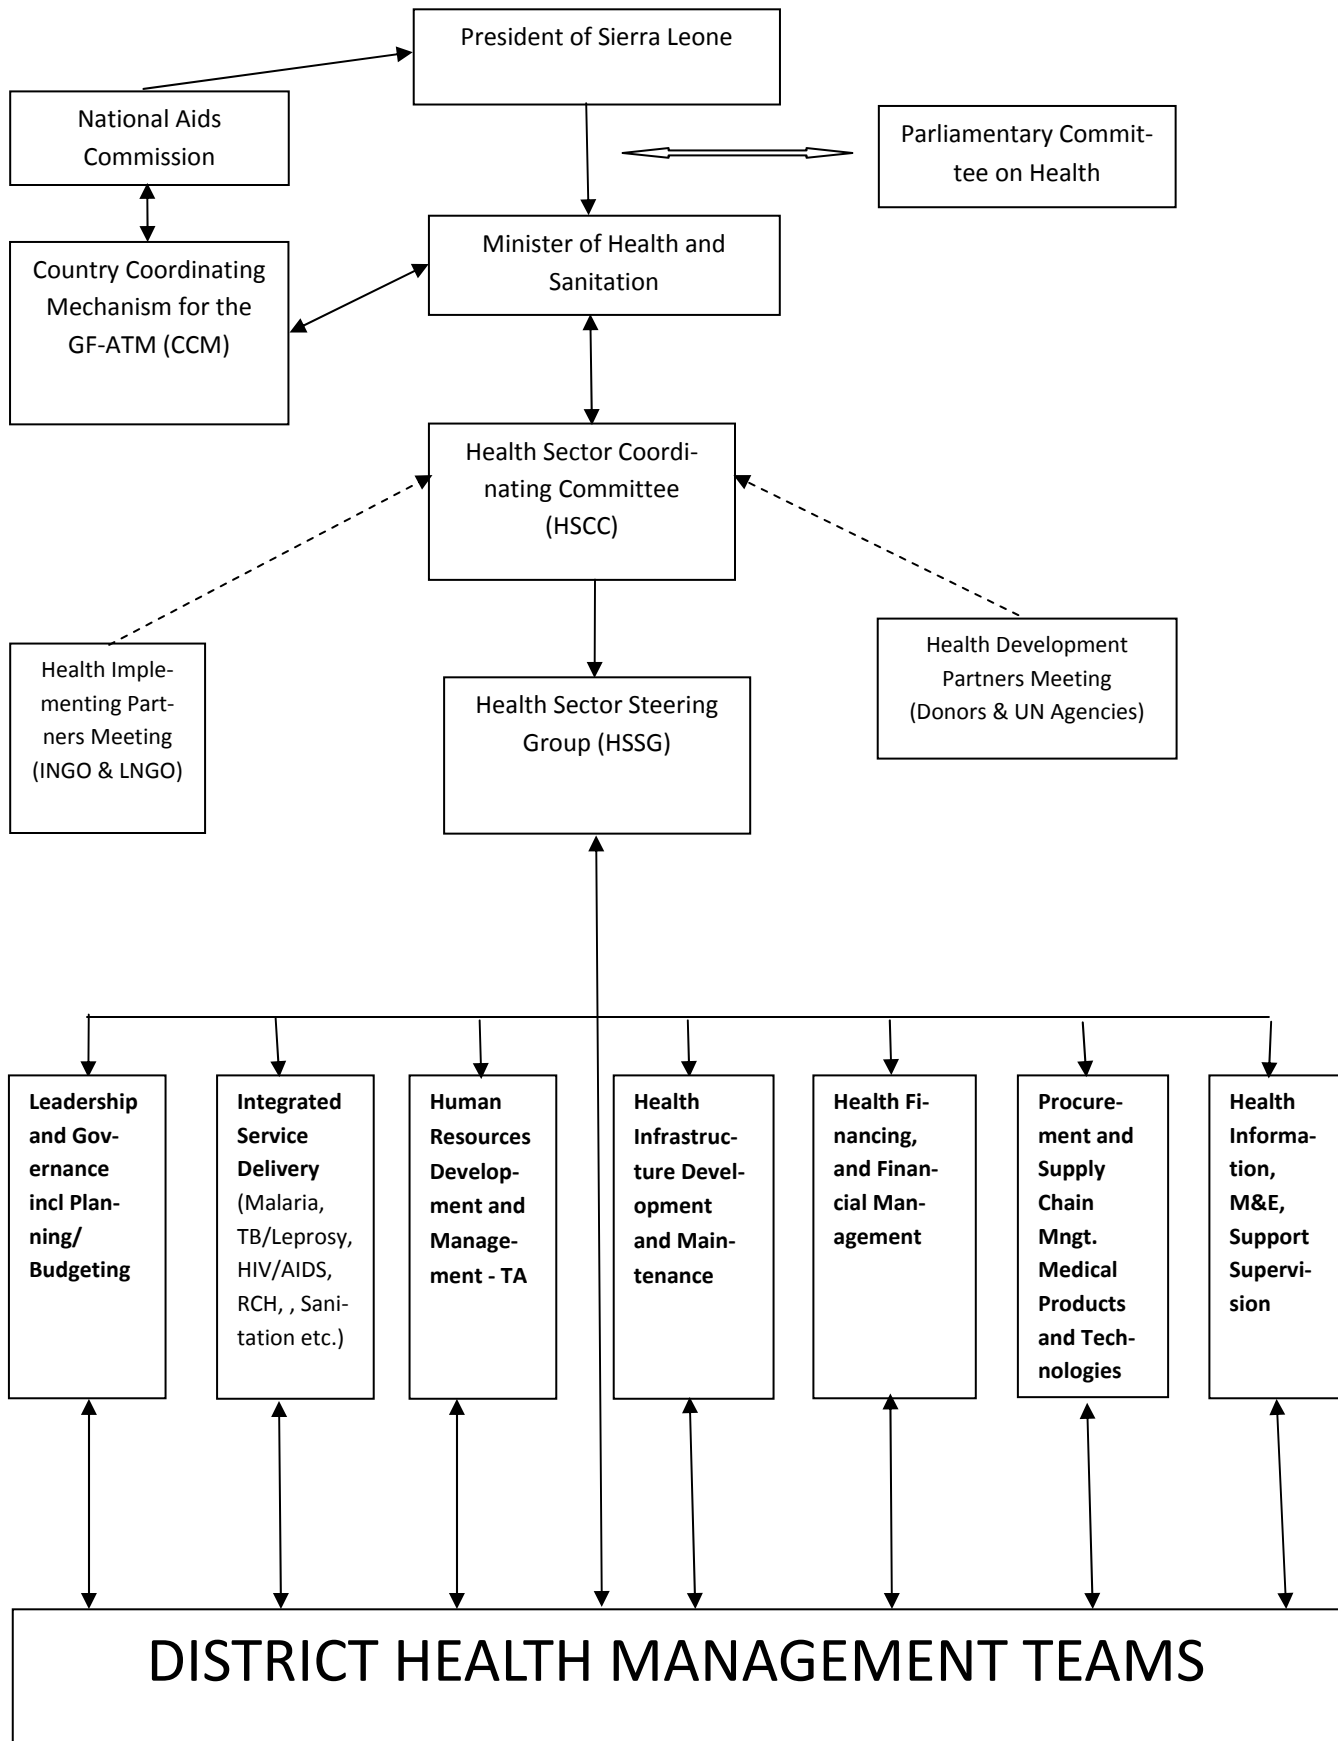 President of Sierra Leone
National Aids
Commission
Parliamentary Commit-
tee on Health
Minister of Health and
Sanitation
Country Coordinating
Mechanism for the
GF-ATM (CCM)
Health Sector Coordi-
nating Committee
(HSCC)
Health Imple-
menting Part-
ners Meeting
(INGO & LNGO)
Health Development
Partners Meeting
(Donors & UN Agencies)
Health Sector Steering
Group (HSSG)
Leadership
and Gov-
ernance
incl Plan-
ning/
Budgeting
Integrated
Service
Delivery
(Malaria,
TB/Leprosy,
HIV/AIDS,
RCH, , Sani-
tation etc.)
Human
Resources
Develop-
ment and
Manage-
ment - TA
Health
Infrastruc-
ture Devel-
opment
and Main-
tenance
Health Fi-
nancing,
and Finan-
cial Man-
agement
Procure-
ment and
Supply
Chain
Mngt.
Medical
Products
and Tech-
nologies
Health
Informa-
tion,
M&E,
Support
Supervi-
sion
DISTRICT HEALTH MANAGEMENT TEAMS